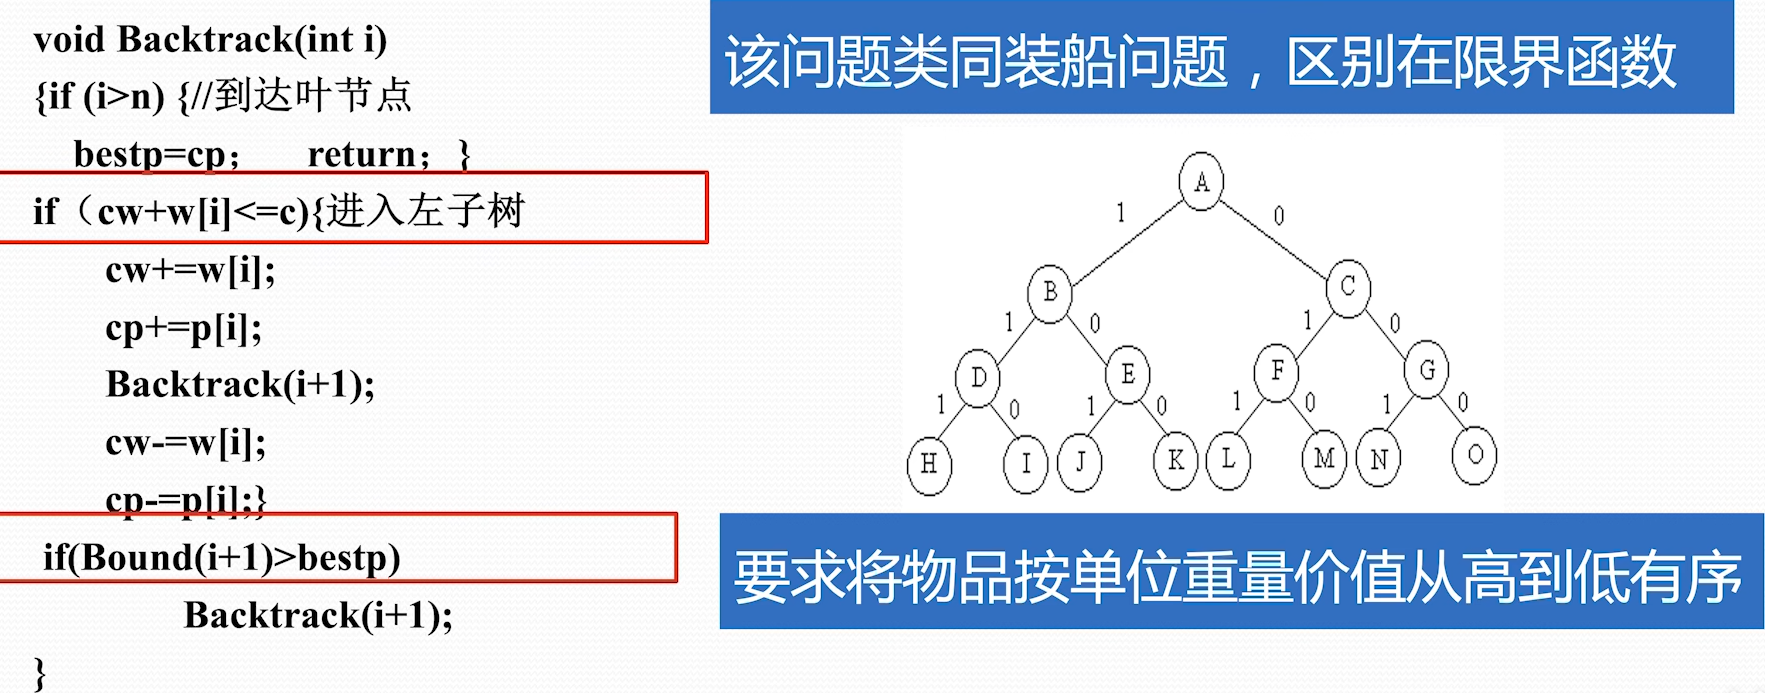 void Backtrack(int i)
{if (i>n) {//到达叶节点
bestp=cp； return；}
if（cw+w[i]<=c){进入左子树
cw+=w[i];
cp+=p[i];
Backtrack(i+1);
cw-=w[i];
cp-=p[i];}
if(Bound(i+1)>bestp)
Backtrack(i+1);
}
该问题类同装船问题，区别在限界函数
A
1 0
B C
1 0 1 0
D E F G
1 0 1 0 1 0 1 0
H I J K L M N O
要求将物品按单位重量价值从高到低有序